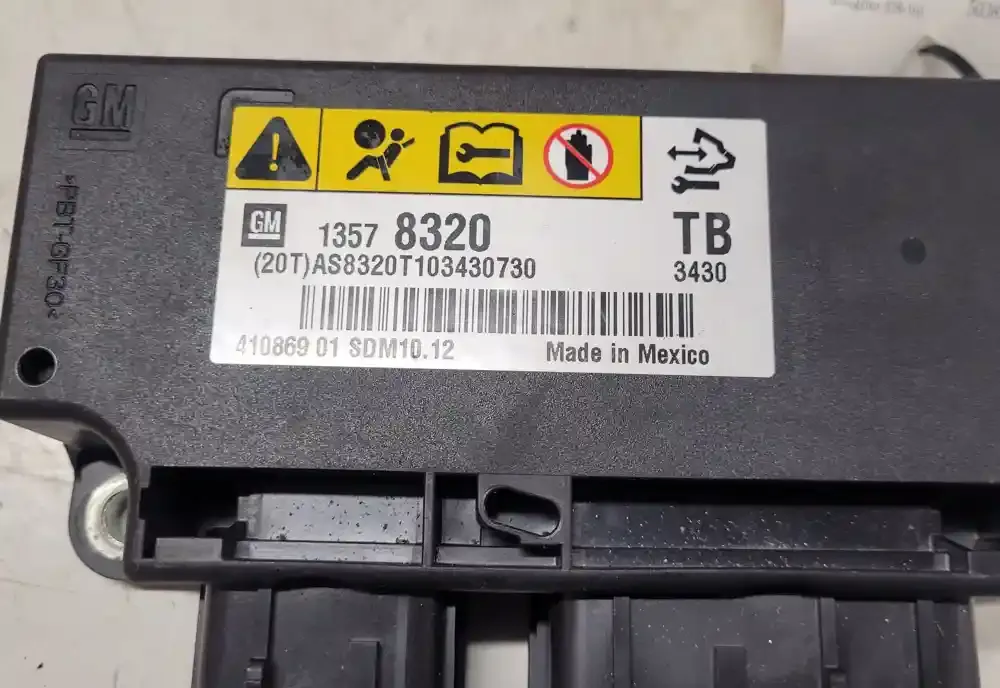 GM
>PBT-GF30<
GM 1357 8320 TB
(20T)AS8320T103430730 3430
410869 01 SDM10.12 Made in Mexico